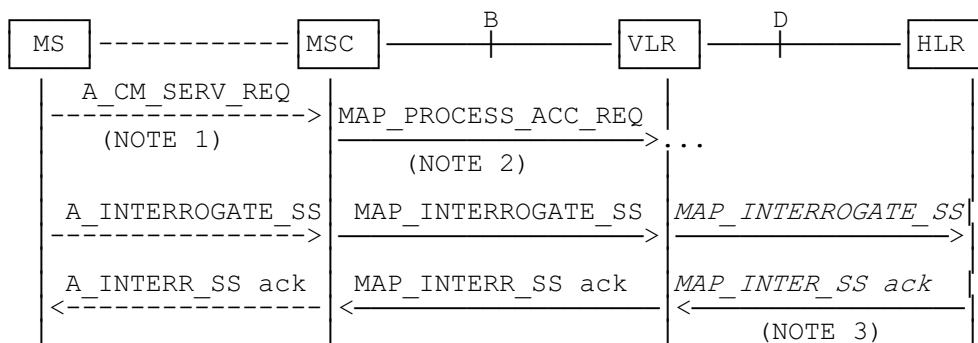 B D
MS MSC VLR HLR
A_CM_SERV_REQ
MAP_PROCESS_ACC_REQ
(NOTE 1) ...
(NOTE 2)
A_INTERROGATE_SS MAP_INTERROGATE_SS MAP_INTERROGATE_SS
A_INTERR_SS ack MAP_INTERR_SS ack MAP_INTER_SS ack
(NOTE 3)